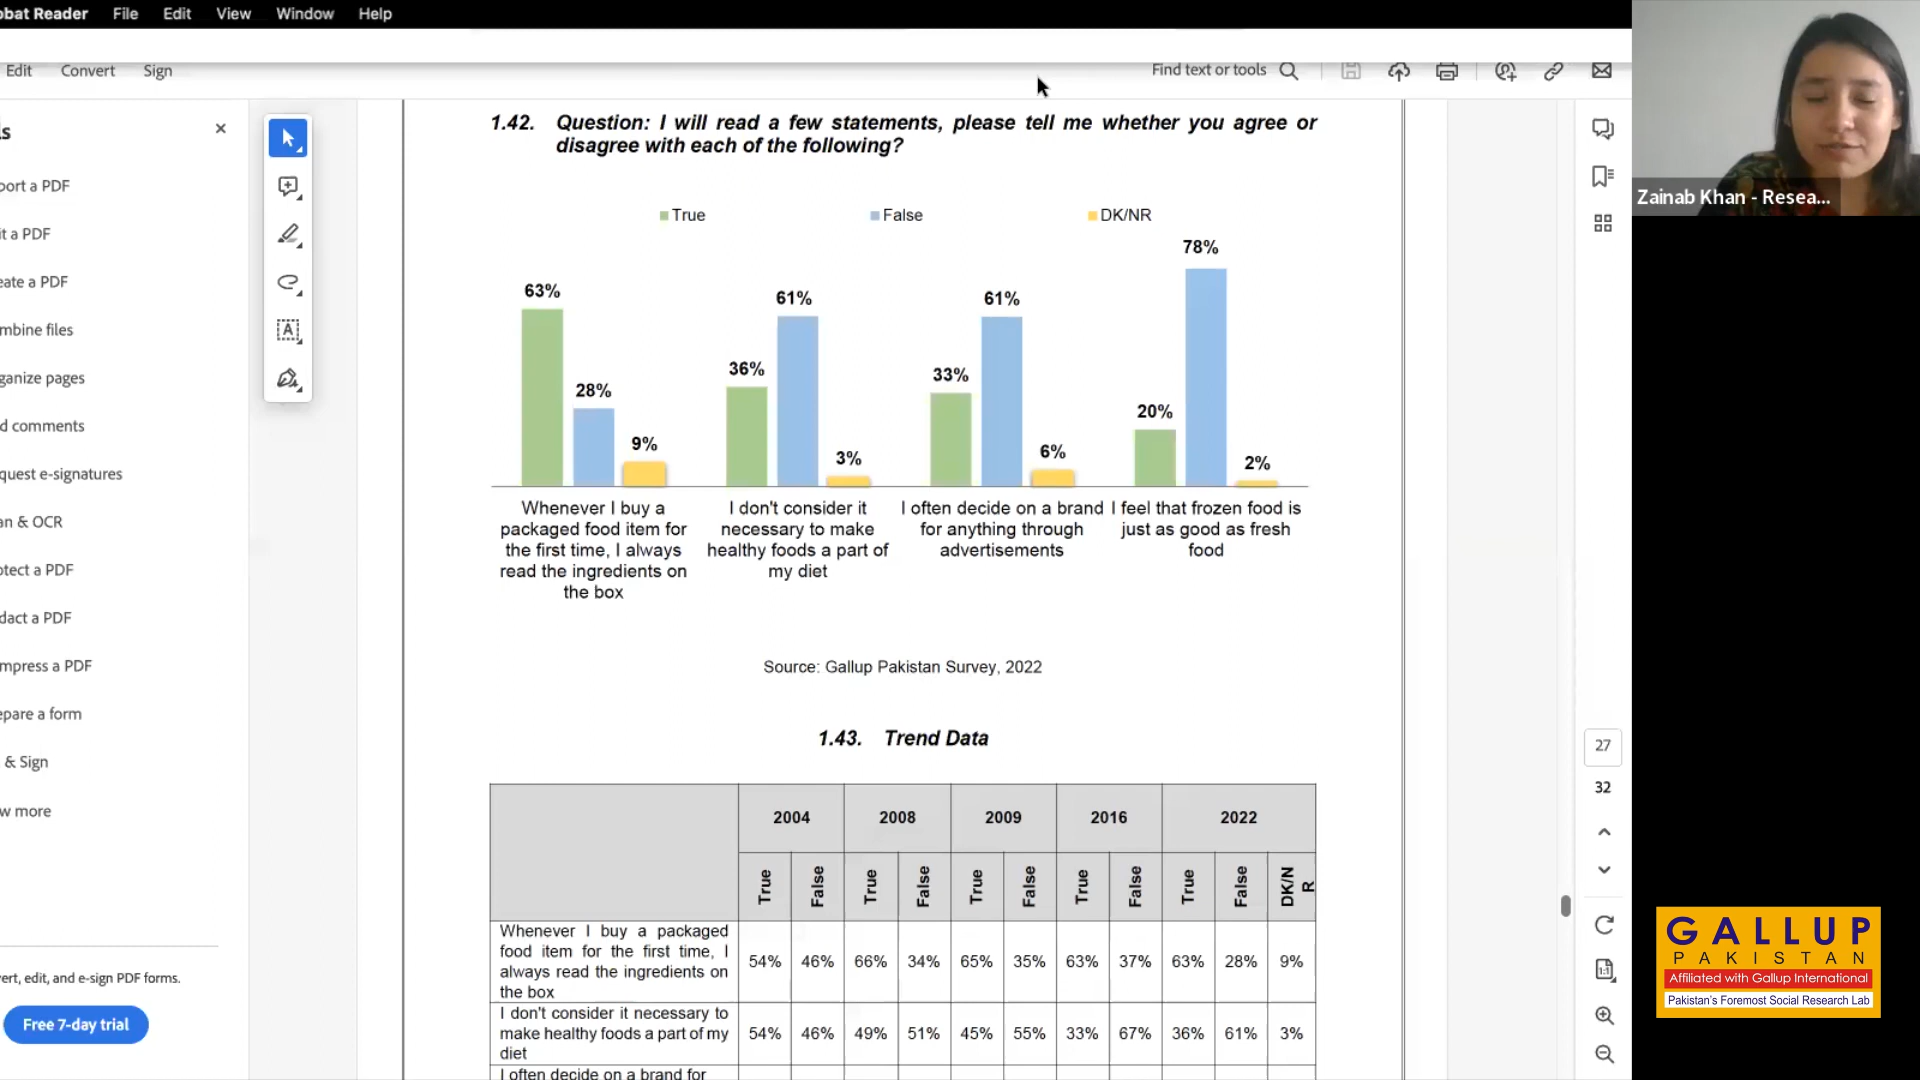 obat Reader File Edit View Window Help
Edit Convert Sign
Find text or tools
ls
port a PDF
it a PDF
eate a PDF
mbine files
ganize pages
d comments
quest e-signatures
an & OCR
otect a PDF
dact a PDF
mpress a PDF
epare a form
& Sign
ew more
vert, edit, and e-sign PDF forms.
Free 7-day trial
1.42. Question: I will read a few statements, please tell me whether you agree or
disagree with each of the following?
True False DK/NR
63% 28% 9%
36% 61% 3%
33% 61% 6%
20% 78% 2%
Whenever I buy a
packaged food item for
the first time, I always
read the ingredients on
the box
I don't consider it
necessary to make
healthy foods a part of
my diet
I often decide on a brand
for anything through
advertisements
I feel that frozen food is
just as good as fresh
food
Source: Gallup Pakistan Survey, 2022
1.43. Trend Data
2004 2008 2009 2016 2022
True False True False True False True False True False DK/N
R
Whenever I buy a packaged
food item for the first time, I
always read the ingredients on
the box
54% 46% 66% 34% 65% 35% 63% 37% 63% 28% 9%
I don't consider it necessary to
make healthy foods a part of my
diet
54% 46% 49% 51% 45% 55% 33% 67% 36% 61% 3%
I often decide on a brand for
27
32
1:1
Zainab Khan - Resea...
GALLUP
PAKISTAN
Affiliated with Gallup International
Pakistan's Foremost Social Research Lab